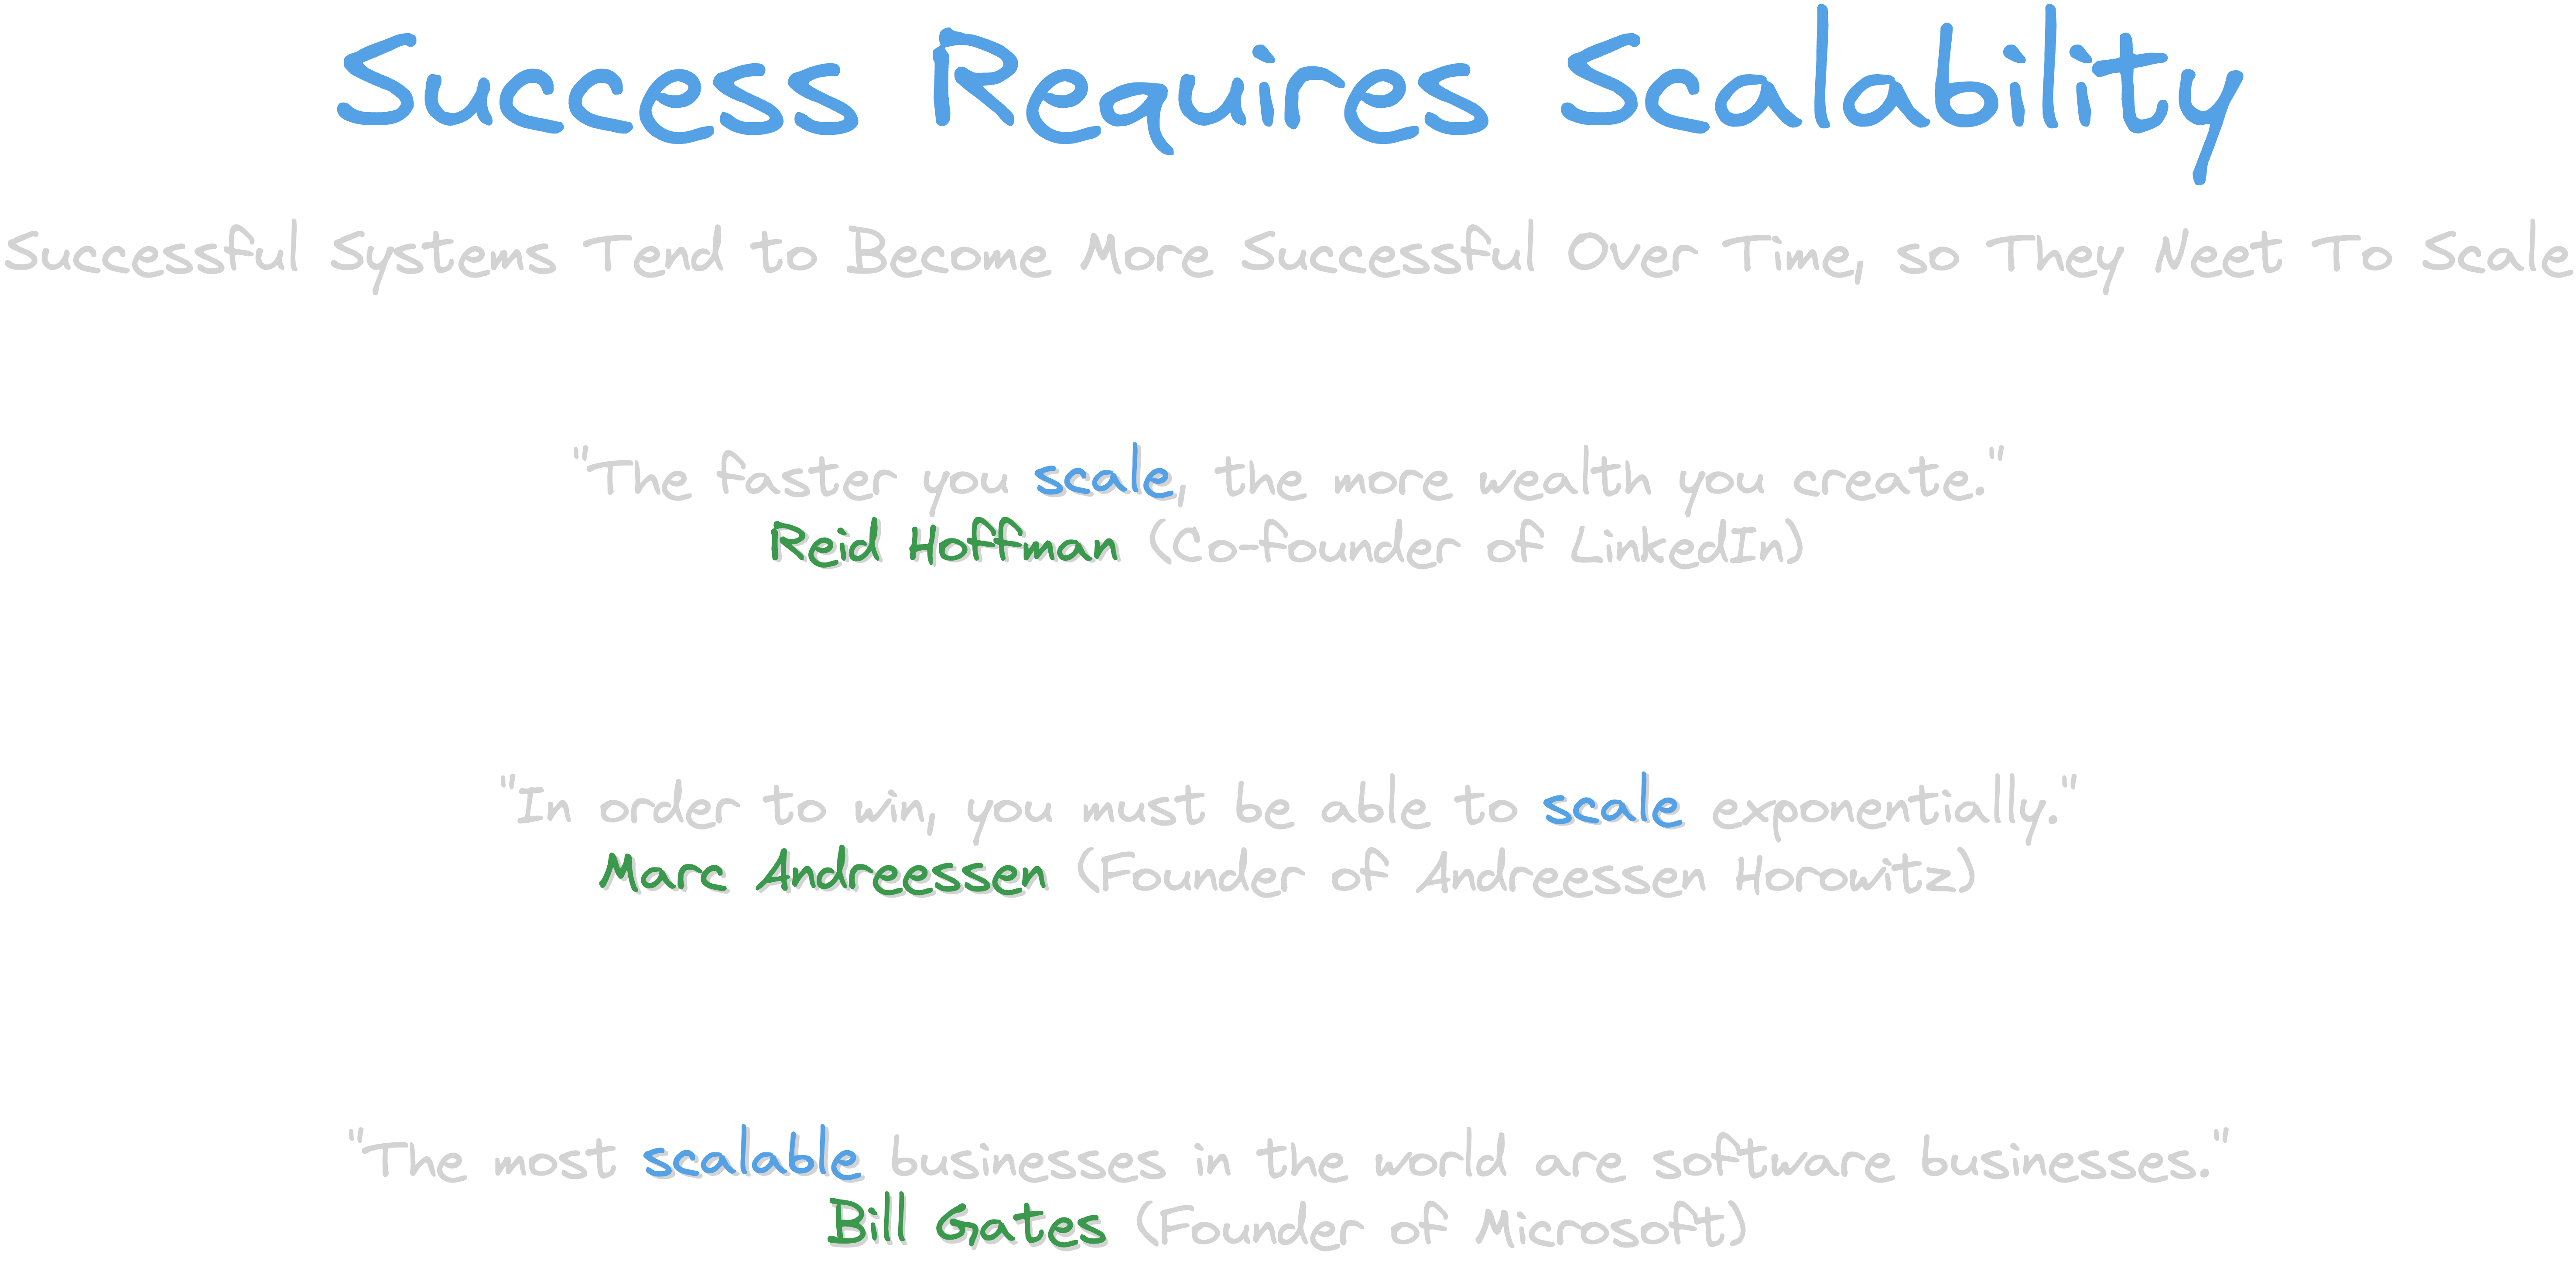 Success Requires Scalability
Successful Systems Tend to Become More Successful Over Time, so They Neet To Scale
"The faster you scale, the more wealth you create."
Reid Hoffman (Co-founder of LinkedIn)
"In order to win, you must be able to scale exponentially."
Marc Andreessen (Founder of Andreessen Horowitz)
"The most scalable businesses in the world are software businesses."
Bill Gates (Founder of Microsoft)